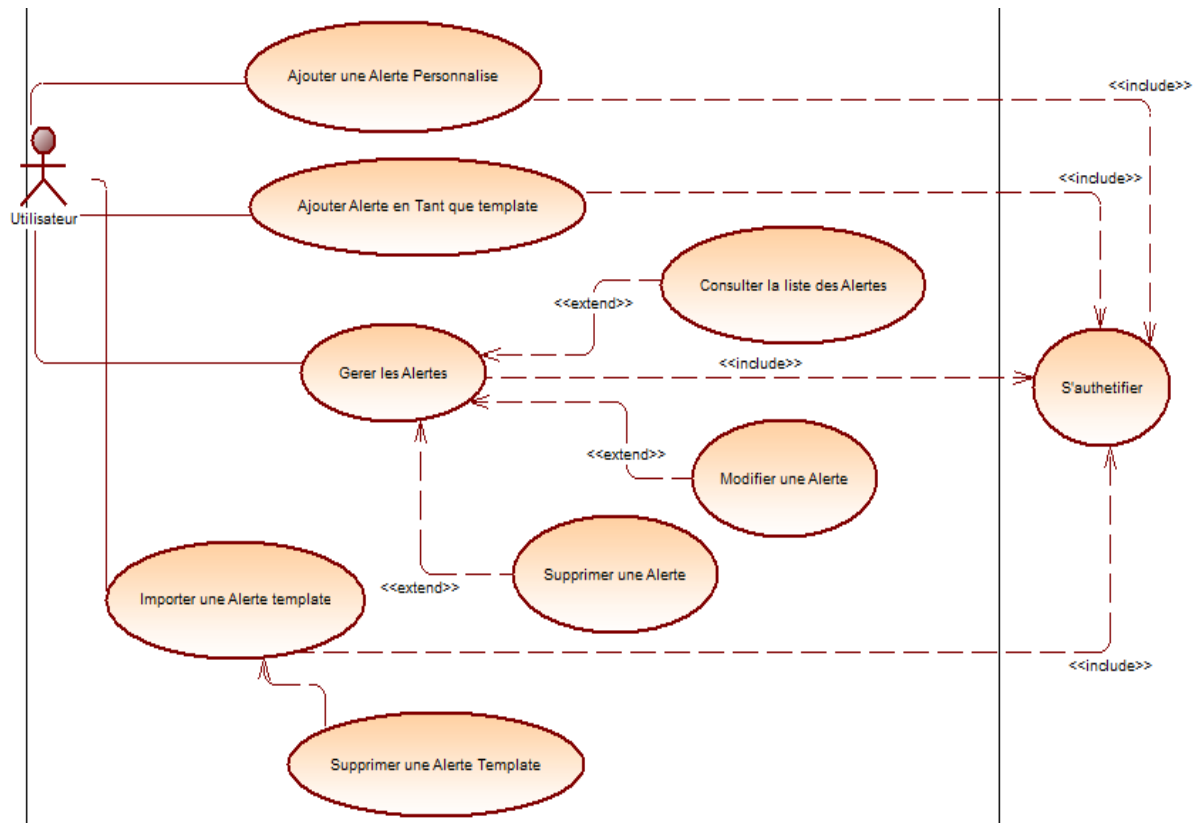 Ajouter une Alerte Personnalise
<<include>>
<<include>>
Ajouter Alerte en Tant que template
Utilisateur
Consulter la liste des Alertes
<<extend>>
<<include>>
Gerer les Alertes
S'authetifier
<<extend>>
Modifier une Alerte
Supprimer une Alerte
<<extend>>
Importer une Alerte template
<<include>>
Supprimer une Alerte Template